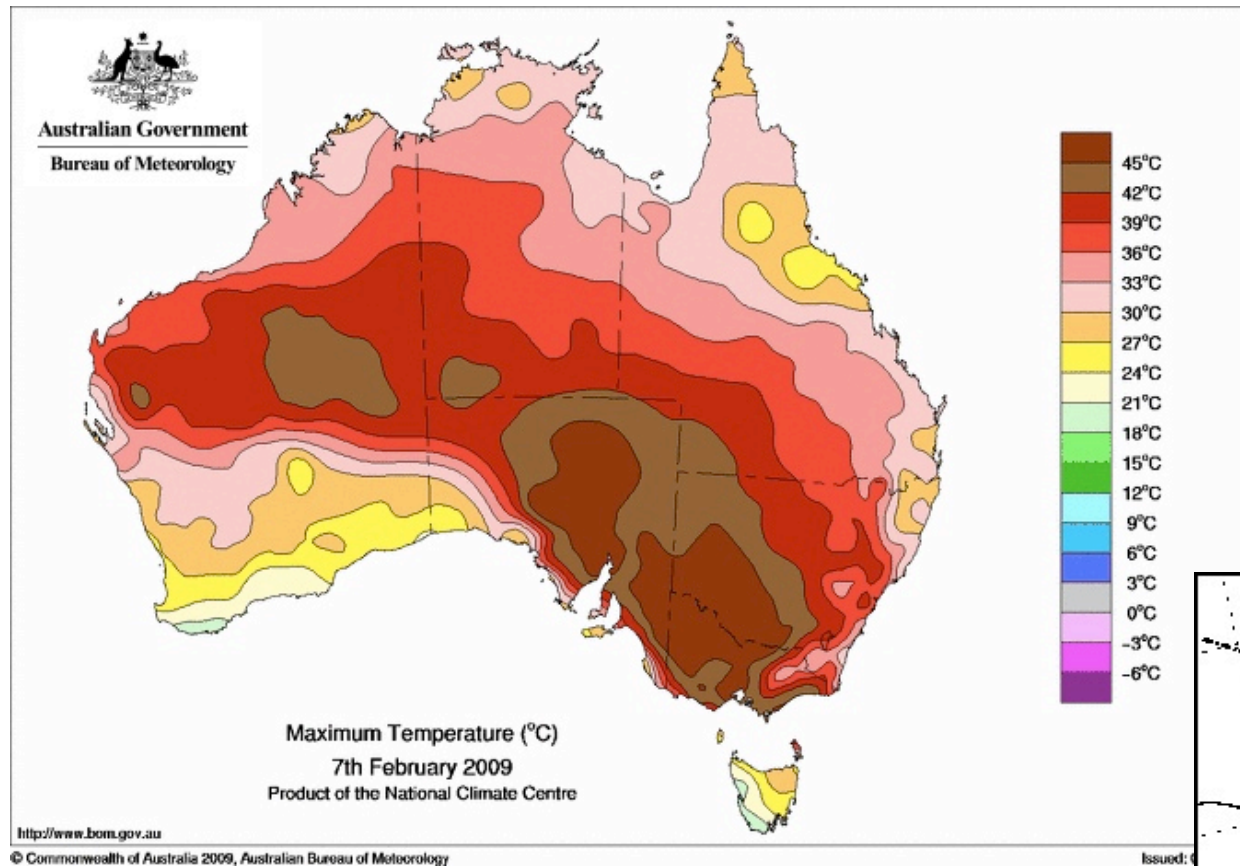 Australian Government
Bureau of Meteorology
45°C
42°C
39°C
36°C
33°C
30°C
27°C
24°C
21°C
18°C
15°C
12°C
9°C
6°C
3°C
0°C
-3°C
-6°C
Maximum Temperature (°C)
7th February 2009
Product of the National Climate Centre
http://www.bom.gov.au
© Commonwealth of Australia 2009, Australian Bureau of Meteorology
Issued: